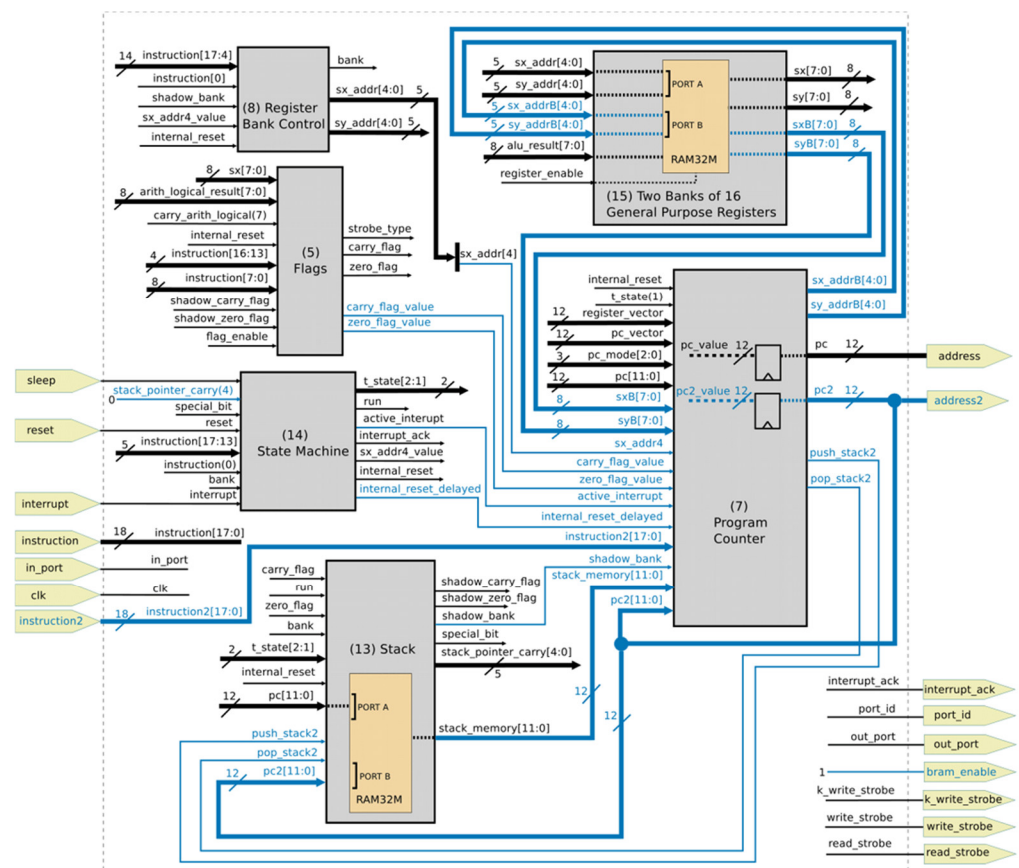 14
instruction[17:4]
instruction[0]
shadow_bank
sx_addr4_value
internal_reset
(8) Register
Bank Control
bank
sx_addr[4:0]
5
sy_addr[4:0]
5
5
sx_addr[4:0]
5
sy_addr[4:0]
5
sx_addrB[4:0]
5
sy_addrB[4:0]
8
alu_result[7:0]
register_enable
PORT A
PORT B
RAM32M
(15) Two Banks of 16
General Purpose Registers
sx[7:0]
8
sy[7:0]
8
sxB[7:0]
8
syB[7:0]
8
8
sx[7:0]
8
arith_logical_result[7:0]
carry_arith_logical(7)
internal_reset
4
instruction[16:13]
8
instruction[7:0]
shadow_carry_flag
shadow_zero_flag
flag_enable
(5)
Flags
strobe_type
carry_flag
zero_flag
carry_flag_value
zero_flag_value
sx_addr[4]
sleep
reset
interrupt
instruction
in_port
clk
instruction2
0
stack_pointer_carry(4)
special_bit
reset
5
instruction[17:13]
instruction(0)
bank
interrupt
(14)
State Machine
t_state[2:1]
2
run
active_interupt
interrupt_ack
sx_addr4_value
internal_reset
internal_reset_delayed
18
instruction[17:0]
in_port
clk
18
instruction2[17:0]
internal_reset
t_state(1)
12
register_vector
12
pc_vector
3
pc_mode[2:0]
12
pc[11:0]
8
sxB[7:0]
8
syB[7:0]
sx_addr4
carry_flag_value
zero_flag_value
active_interrupt
internal_reset_delayed
instruction2[17:0]
shadow_bank
stack_memory[11:0]
pc2[11:0]
pc_value
12
pc2_value
12
(7)
Program
Counter
sx_addrB[4:0]
sy_addrB[4:0]
pc
12
pc2
12
push_stack2
pop_stack2
address
address2
carry_flag
run
zero_flag
bank
2
t_state[2:1]
internal_reset
12
pc[11:0]
push_stack2
pop_stack2
12
pc2[11:0]
(13) Stack
PORT A
PORT B
RAM32M
shadow_carry_flag
shadow_zero_flag
shadow_bank
special_bit
stack_pointer_carry[4:0]
5
stack_memory[11:0]
12
12
interrupt_ack
interrupt_ack
port_id
port_id
out_port
out_port
1
bram_enable
k_write_strobe
k_write_strobe
write_strobe
write_strobe
read_strobe
read_strobe